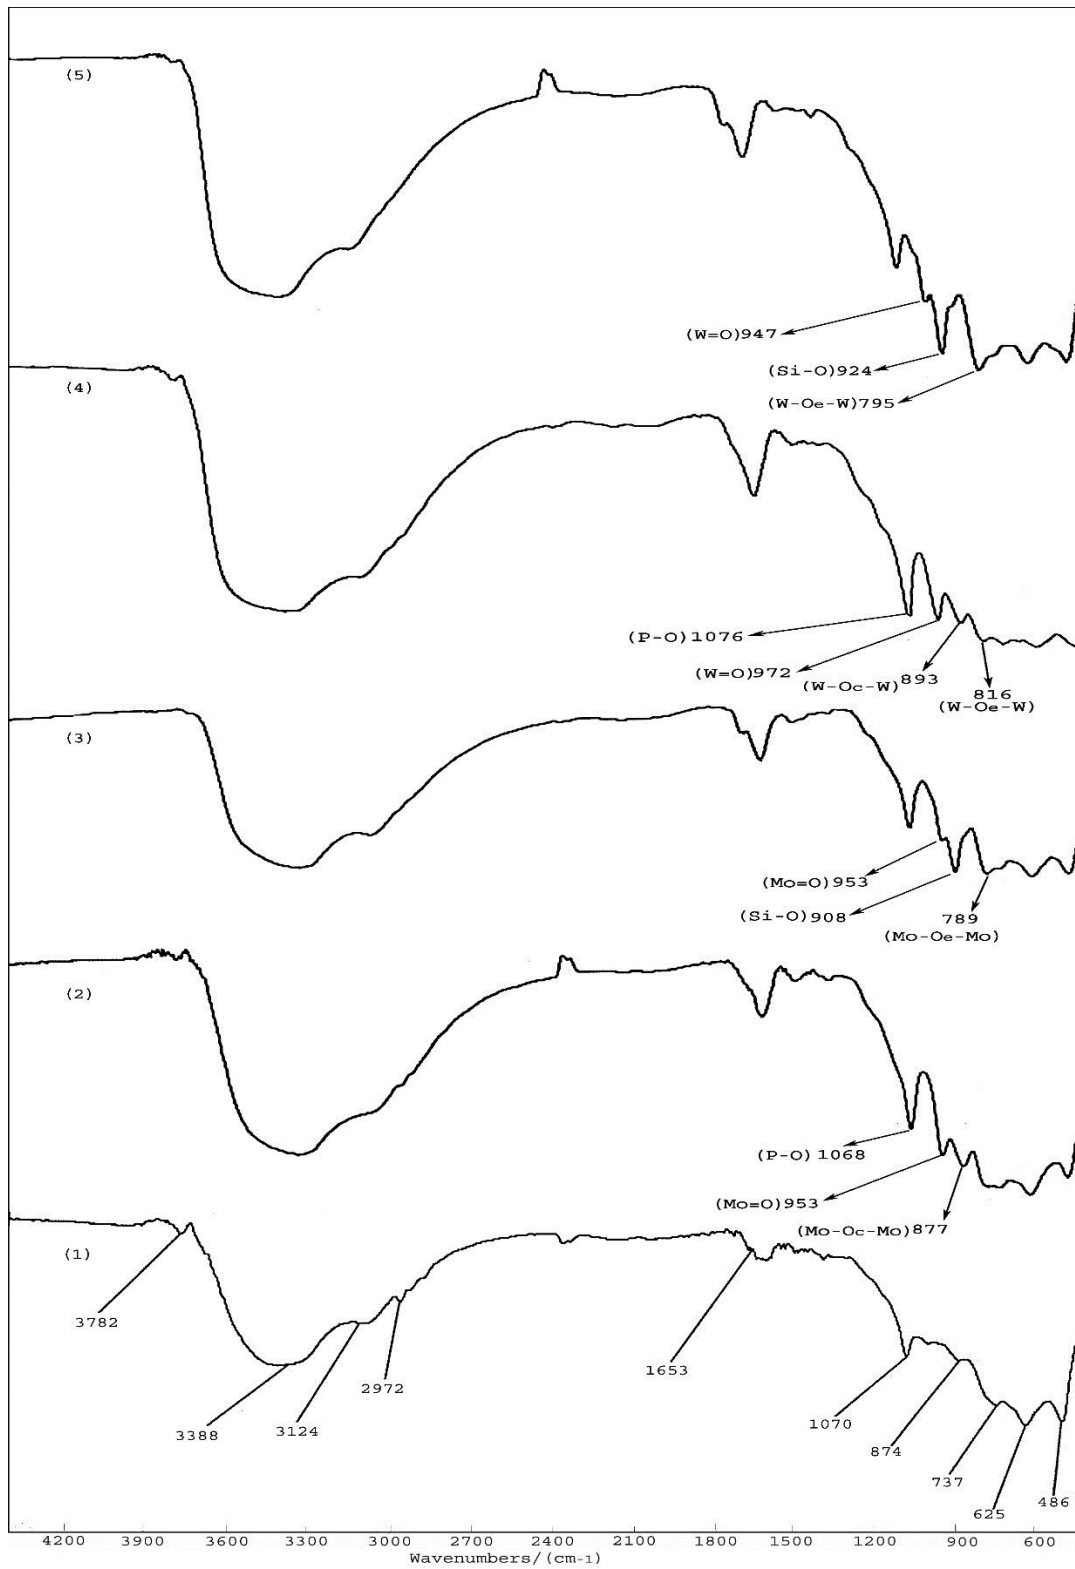 (5)
(W=O)947
(Si-O)924
(W-Oe-W)795
(4)
(P-O)1076
(W=O)972
(W-Oc-W)893
816
(W-Oe-W)
(3)
(Mo=O)953
(Si-O)908
789
(Mo-Oe-Mo)
(2)
(P-O)1068
(Mo=O)953
(Mo-Oc-Mo)877
(1)
3782
3388
3124
2972
1653
1070
874
737
625
486
4200 3900 3600 3300 3000 2400 2100 1500 1200 900 600
Wavenumbers/(cm-1)